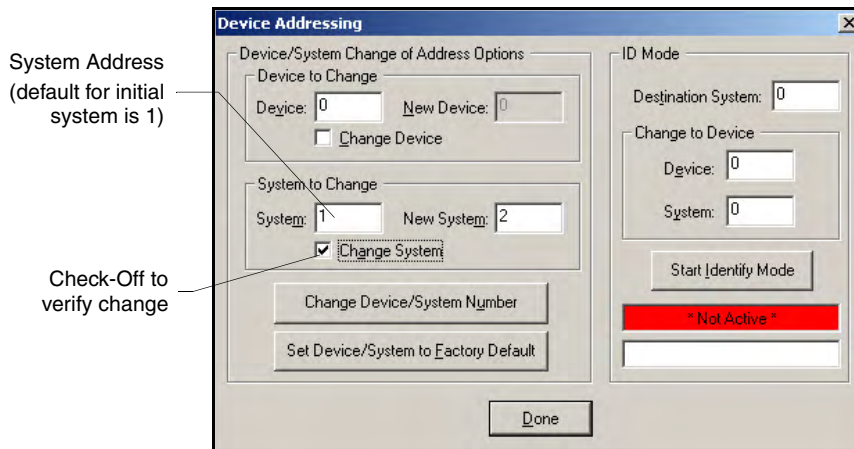 Device Addressing
System Address
(default for initial
system is 1)
Check-Off to
verify change
Device/System Change of Address Options
Device to Change
Device: 0 New Device: 0
Change Device
System to Change
System: 1 New System: 2
Change System
Change Device/System Number
Set Device/System to Factory Default
ID Mode
Destination System: 0
Change to Device
Device: 0
System: 0
Start Identify Mode
* Not Active *
Done